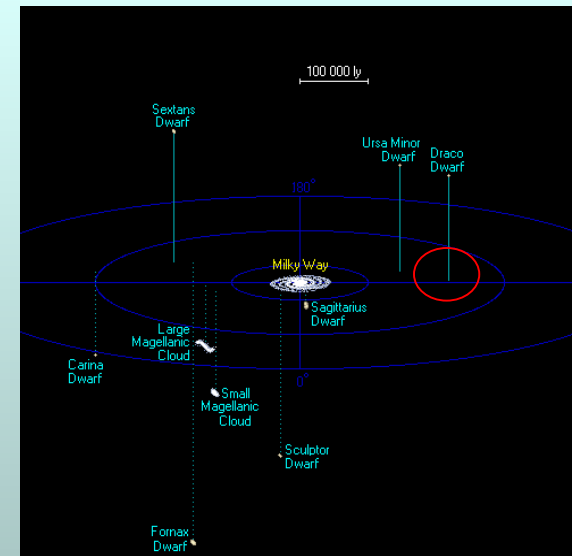 100 000 ly
Sextans
Dwarf
Ursa Minor
Dwarf
Draco
Dwarf
180°
Milky Way
Sagittarius
Dwarf
Large
Magellanic
Cloud
Carina
Dwarf
0°
Small
Magellanic
Cloud
Sculptor
Dwarf
Fornax
Dwarf